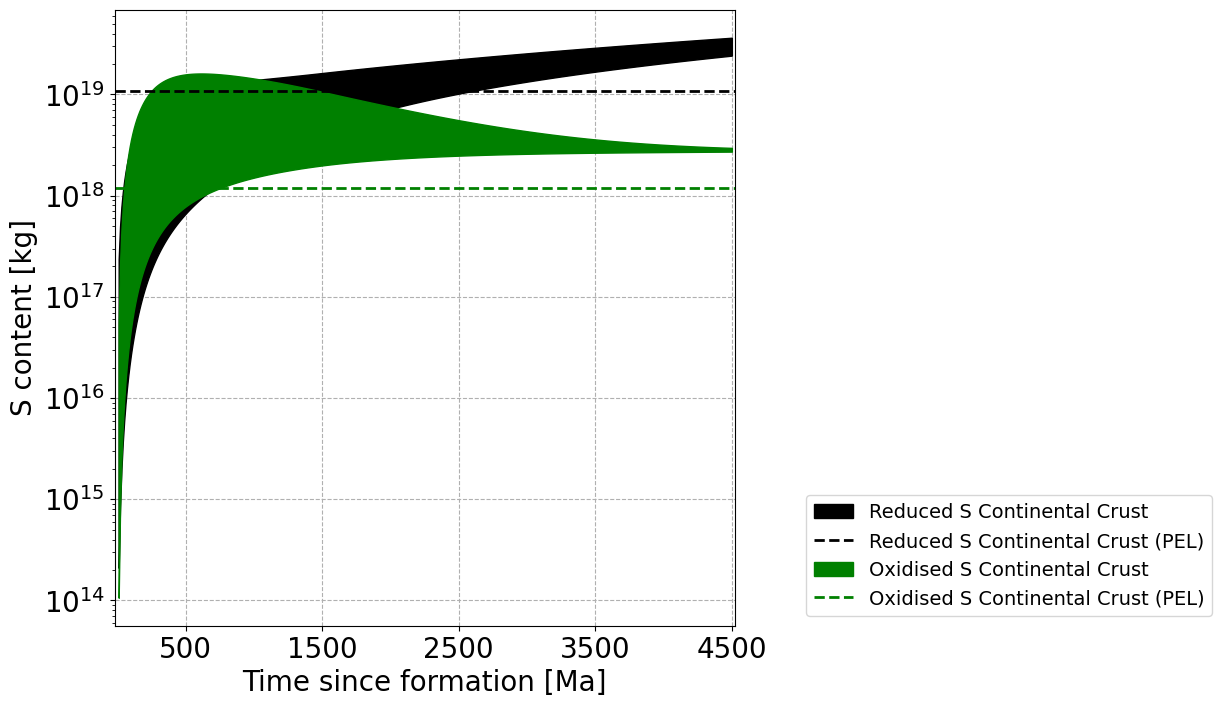 S content [kg]
10^19
10^18
10^17
10^16
10^15
10^14
500 1500 2500 3500 4500
Time since formation [Ma]
Reduced S Continental Crust
Reduced S Continental Crust (PEL)
Oxidised S Continental Crust
Oxidised S Continental Crust (PEL)